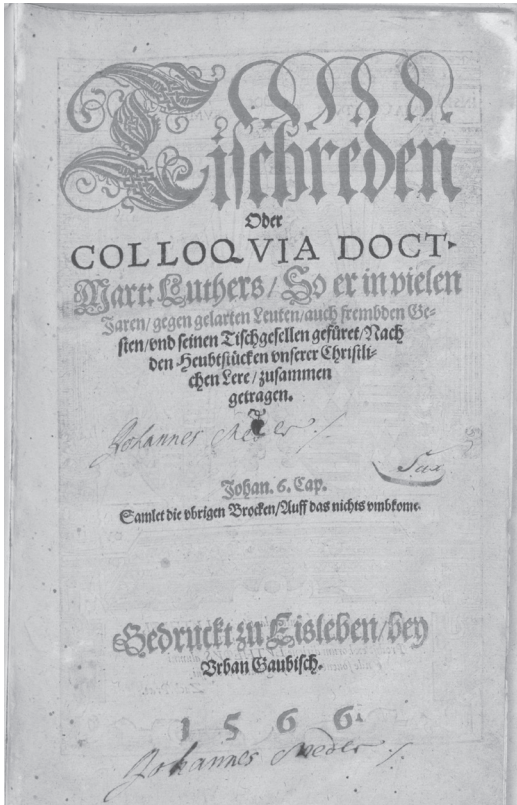 Tischreden
Oder
COLLOQVIA DOCT.
Mart: Luthers/ So er in vielen
Jaren/ gegen gelarten Leuten/ auch frembden Ge-
sten/ vnd seinen Tischgesellen gefüret/ Nach
den Heubtstücken vnserer Christli-
chen Lere/ zusammen
getragen.
Johannes Meder /.
Johan. 6. Cap.
Samlet die vbrigen Brocken/ Auff das nichts vmbkome.
Gedruckt zu Eisleben/ bey
Vrban Gaubisch.
1566.
Johannes Meder /.